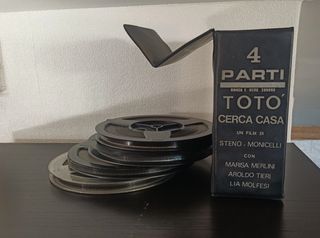 4
PARTI
TOTO'
CERCA CASA
UN FILM DI
STENO - MONICELLI
CON
MARISA MERLINI
AROLDO TIERI
LIA MOLFESI